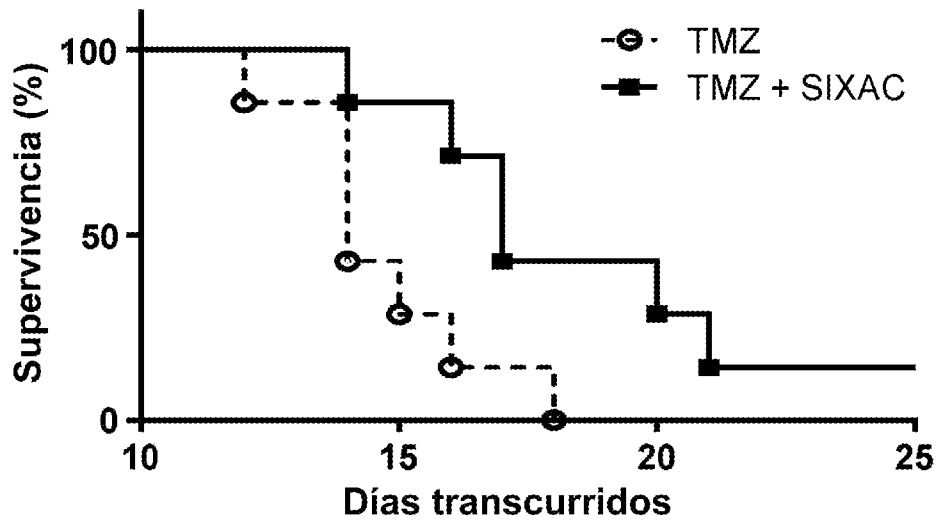 TMZ
TMZ + SIXAC
Supervivencia (%)
100
50
0
10 15 20 25
Días transcurridos